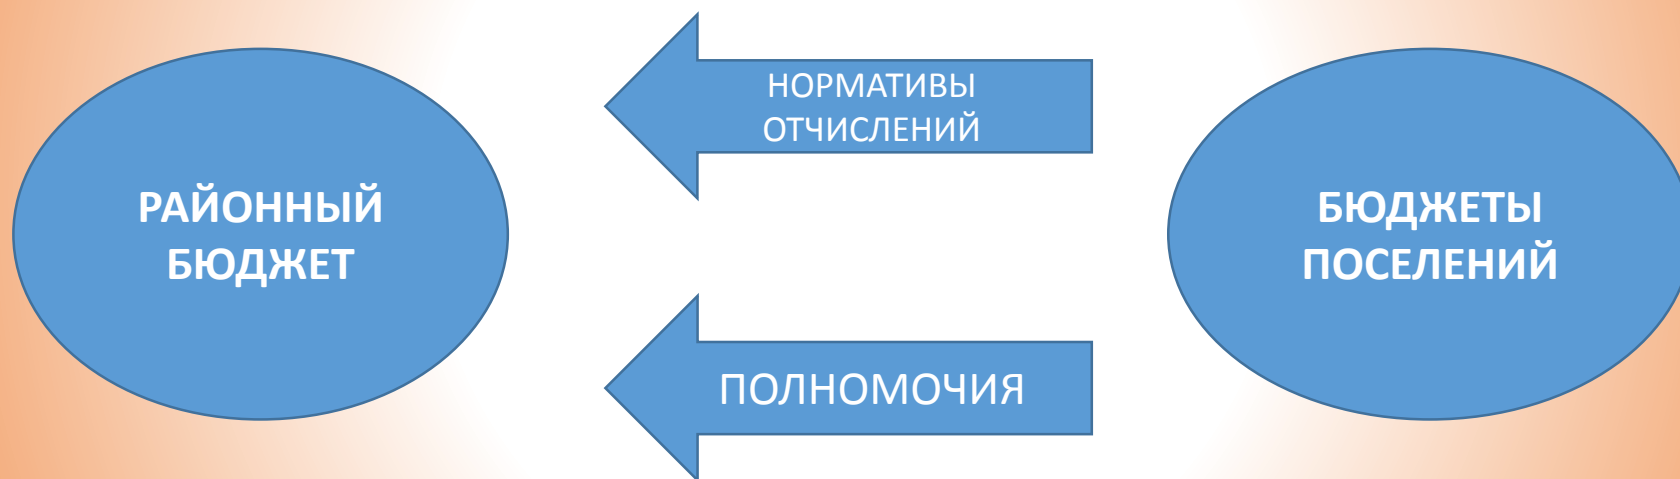 РАЙОННЫЙ
БЮДЖЕТ
НОРМАТИВЫ
ОТЧИСЛЕНИЙ
ПОЛНОМОЧИЯ
БЮДЖЕТЫ
ПОСЕЛЕНИЙ